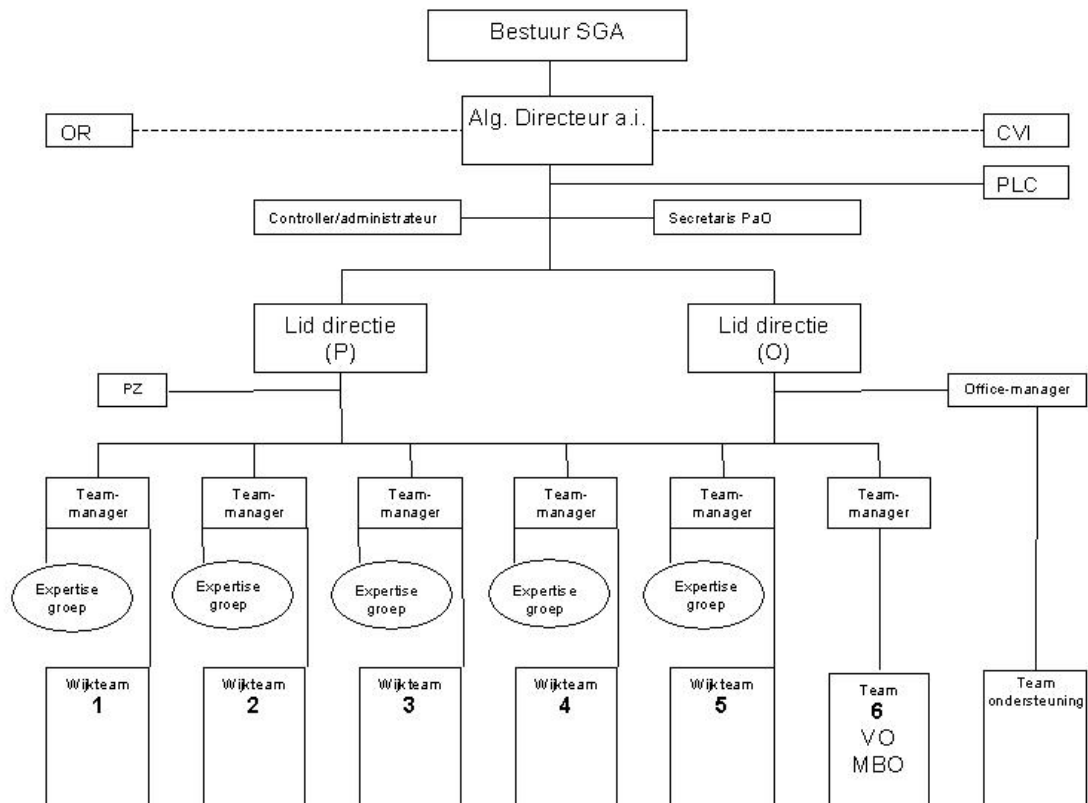 Bestuur SGA
Alg. Directeur a.i.
OR
CVI
PLC
Controller/administrateur
Secretaris PaO
Lid directie
(P)
Lid directie
(O)
PZ
Office-manager
Team-
manager
Team-
manager
Team-
manager
Team-
manager
Team-
manager
Team-
manager
Expertise
groep
Expertise
groep
Expertise
groep
Expertise
groep
Expertise
groep
Wijkteam
1
Wijkteam
2
Wijkteam
3
Wijkteam
4
Wijkteam
5
Team
6
VO
MBO
Team
ondersteuning